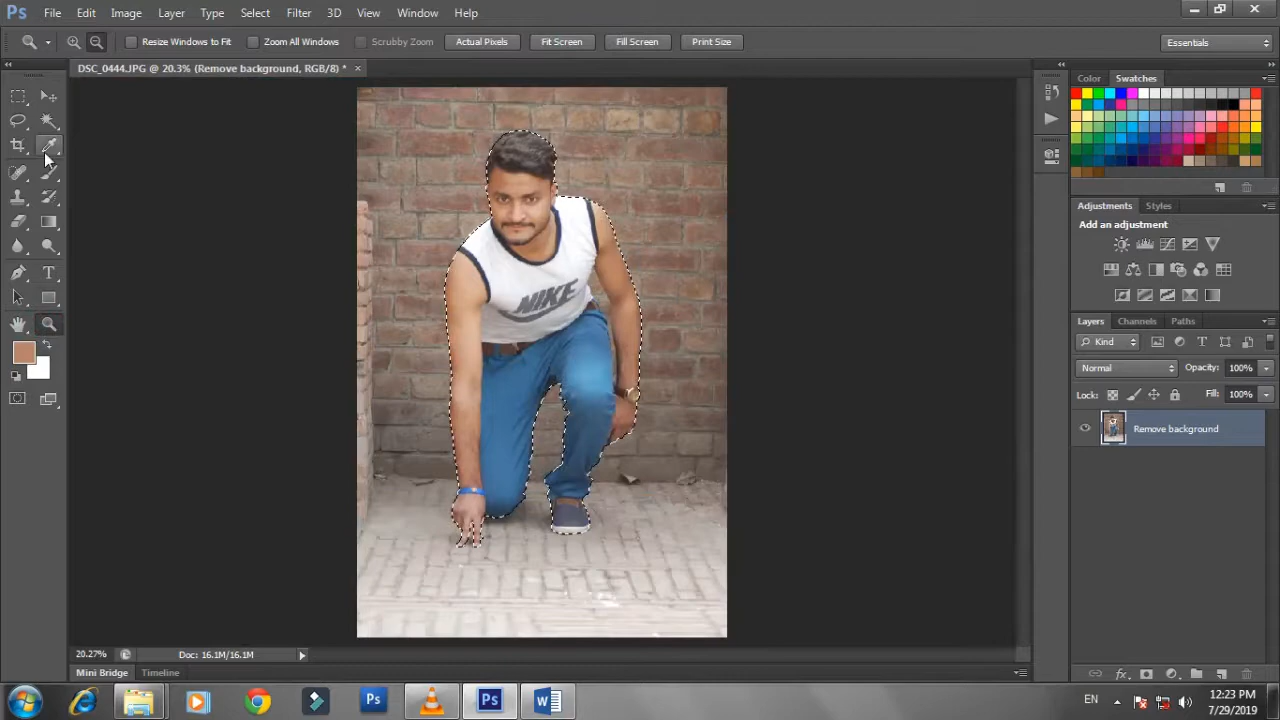 Ps File Edit Image Layer Type Select Filter 3D View Window Help
Resize Windows to Fit Zoom All Windows Scrubby Zoom Actual Pixels Fit Screen Fill Screen Print Size Essentials
DSC_0444.JPG @ 20.3% (Remove background, RGB/8) * ×
Color Swatches
Adjustments Styles
Add an adjustment
NIKE
Layers Channels Paths
Kind
Normal Opacity: 100%
Lock: Fill: 100%
Remove background
20.27% Doc: 16.1M/16.1M
Mini Bridge Timeline
Ps Ps W EN 12:23 PM
7/29/2019